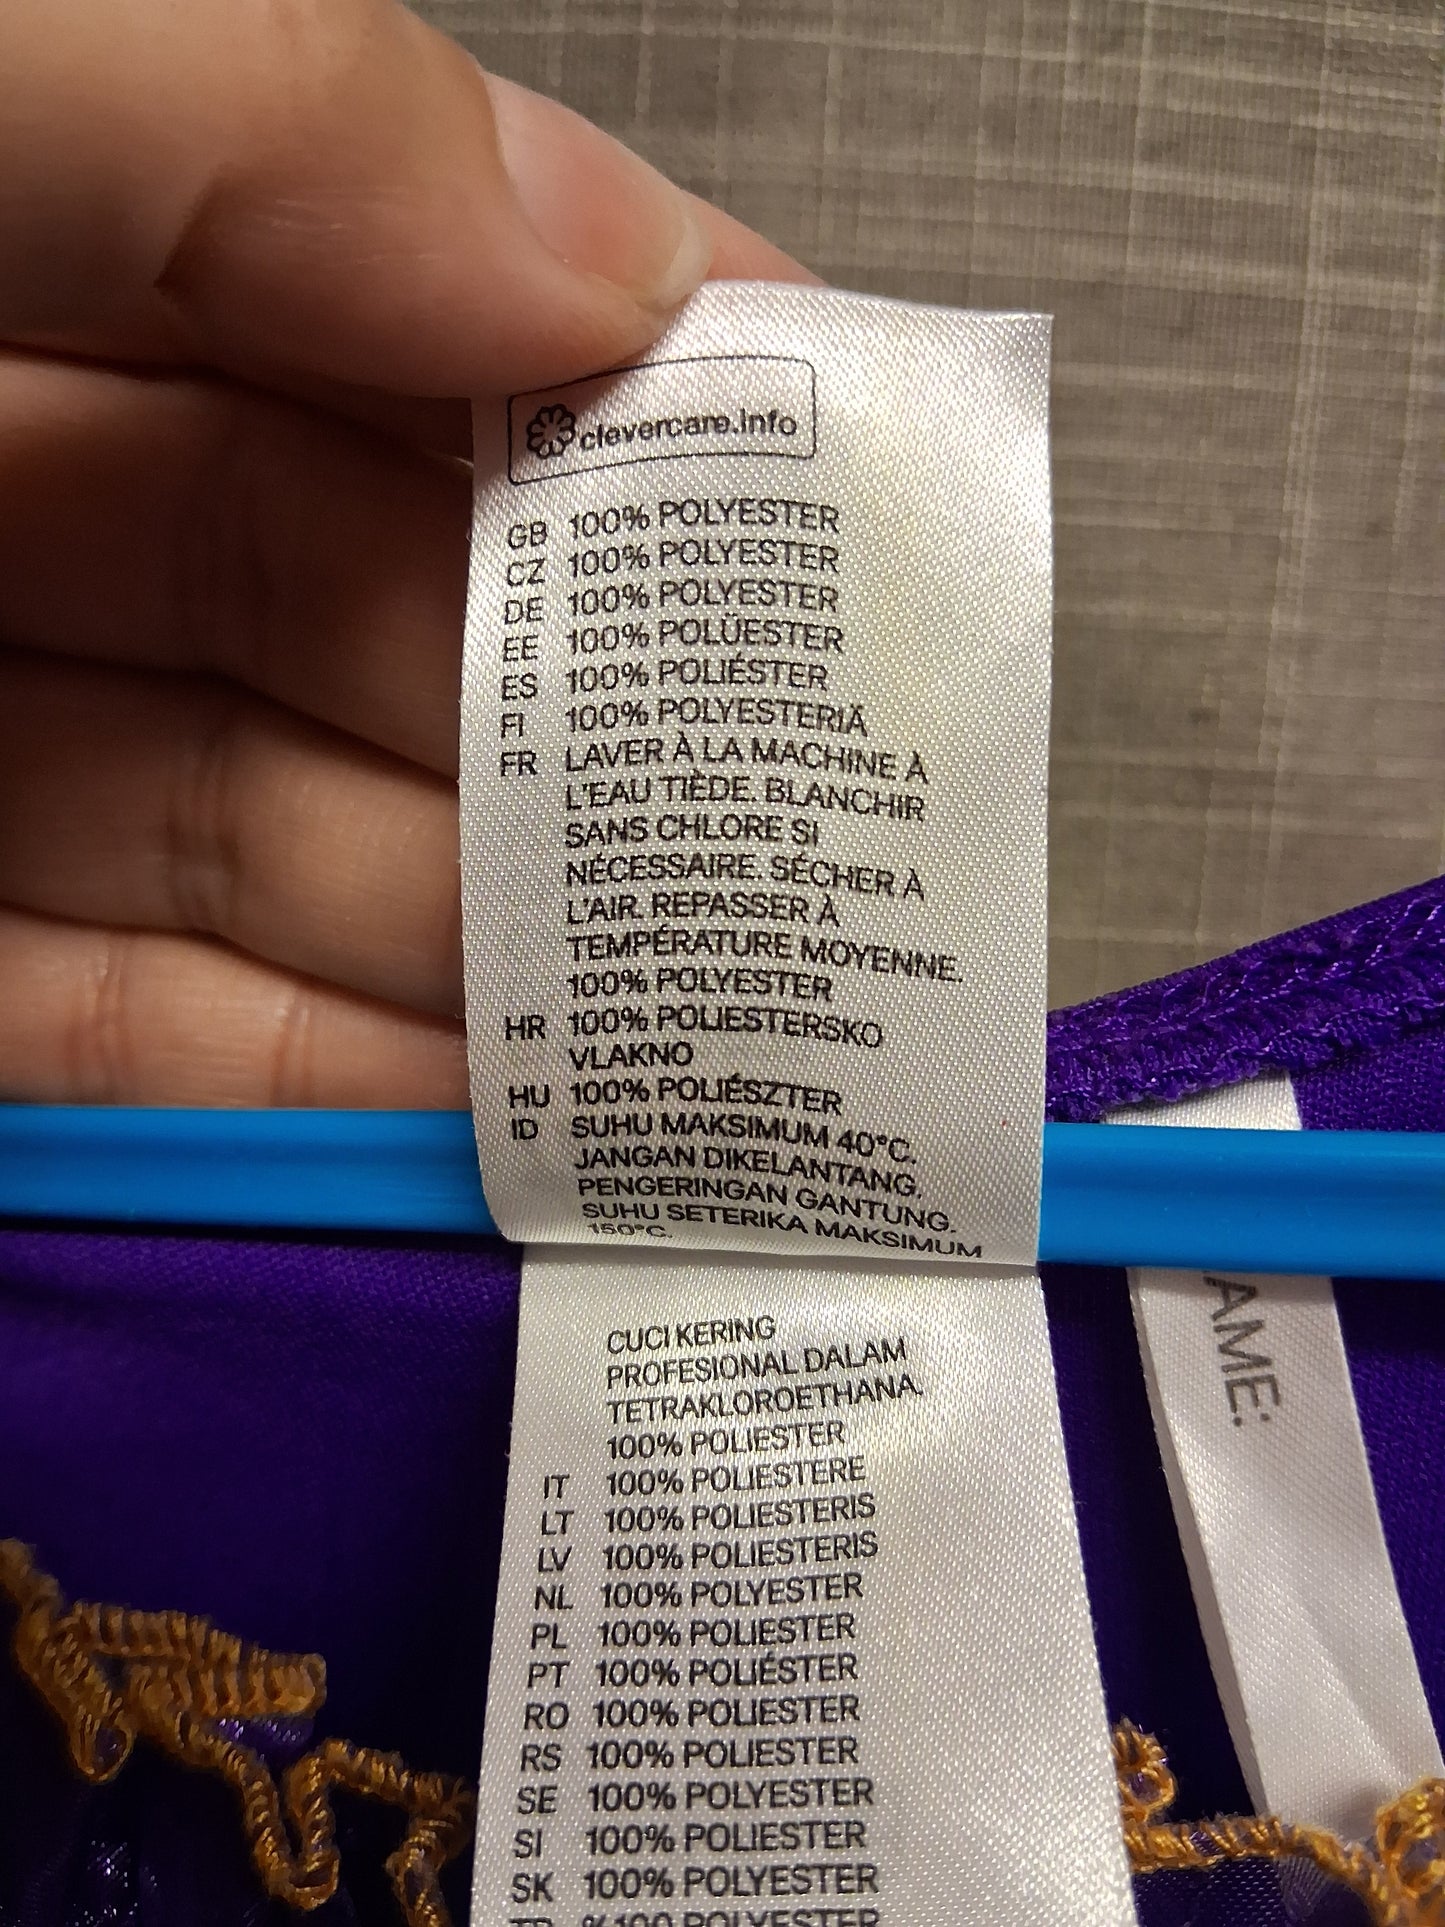 clevercare.info
GB 100% POLYESTER
CZ 100% POLYESTER
DE 100% POLYESTER
EE 100% POLÜESTER
ES 100% POLIÉSTER
FI 100% POLYESTERIÄ
FR LAVER À LA MACHINE À
L'EAU TIÈDE. BLANCHIR
SANS CHLORE SI
NÉCESSAIRE. SÉCHER À
L'AIR. REPASSER À
TEMPÉRATURE MOYENNE.
100% POLYESTER
HR 100% POLIESTERSKO
VLAKNO
HU 100% POLIÉSZTER
ID SUHU MAKSIMUM 40°C.
JANGAN DIKELANTANG.
PENGERINGAN GANTUNG.
SUHU SETERIKA MAKSIMUM
150°C.
CUCI KERING
PROFESIONAL DALAM
TETRAKLOROETHANA.
100% POLIESTER
IT 100% POLIESTERE
LT 100% POLIESTERIS
LV 100% POLIESTERIS
NL 100% POLYESTER
PL 100% POLIESTER
PT 100% POLIÉSTER
RO 100% POLIESTER
RS 100% POLIESTER
SE 100% POLYESTER
SI 100% POLIESTER
SK 100% POLYESTER
TR %100 POLYESTER
AME: